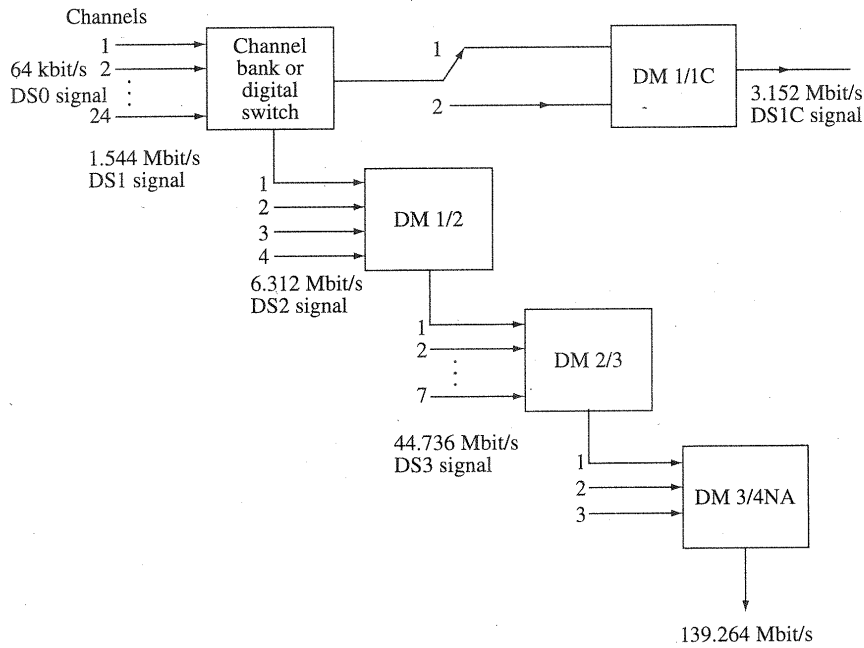 Channels
1
64 kbit/s 2
DS0 signal
24
Channel
bank or
digital
switch
1
2
DM 1/1C
3.152 Mbit/s
DS1C signal
1.544 Mbit/s
DS1 signal
1
2
3
4
DM 1/2
6.312 Mbit/s
DS2 signal
1
2
7
DM 2/3
44.736 Mbit/s
DS3 signal
1
2
3
DM 3/4NA
139.264 Mbit/s